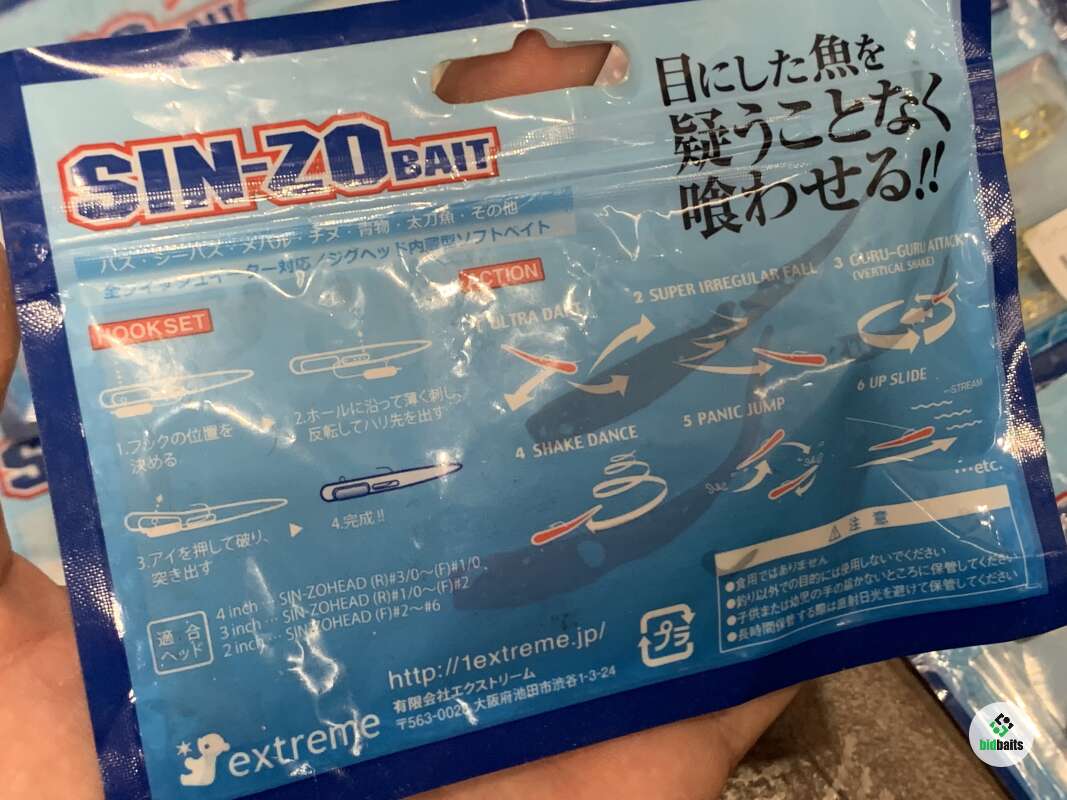 SIN-ZO BAIT
目にした魚を
疑うことなく
喰わせる!!
バス・シーバス・メバル・チヌ・青物・太刀魚・その他
対応/ジグヘッド内蔵型ソフトベイト
HOOKSET
1.フックの位置を
決める
2.ホールに沿って薄く刺し、
反転してハリ先を出す
3.アイを押して破り、
突き出す
4.完成!!
ACTION
1 ULTRA DART
2 SUPER IRREGULAR FALL
3 GURU-GURU ATTACK
(VERTICAL SHAKE)
4 SHAKE DANCE
5 PANIC JUMP
6 UP SLIDE
STREAM
…etc.
適合
ヘッド
4 inch … SIN-ZOHEAD (R)#3/0〜(F)#1/0
3 inch … SIN-ZOHEAD (R)#1/0〜(F)#2
2 inch … SIN-ZOHEAD (F)#2〜#6
プラ
注意
●食用ではありません
●釣り以外での目的には使用しないでください
●子供または幼児の手の届かないところに保管してください
●長時間保管する際は直射日光を避けて保管してください
http://1extreme.jp/
有限会社エクストリーム
大阪府池田市渋谷1-3-24
extreme
bidbaits